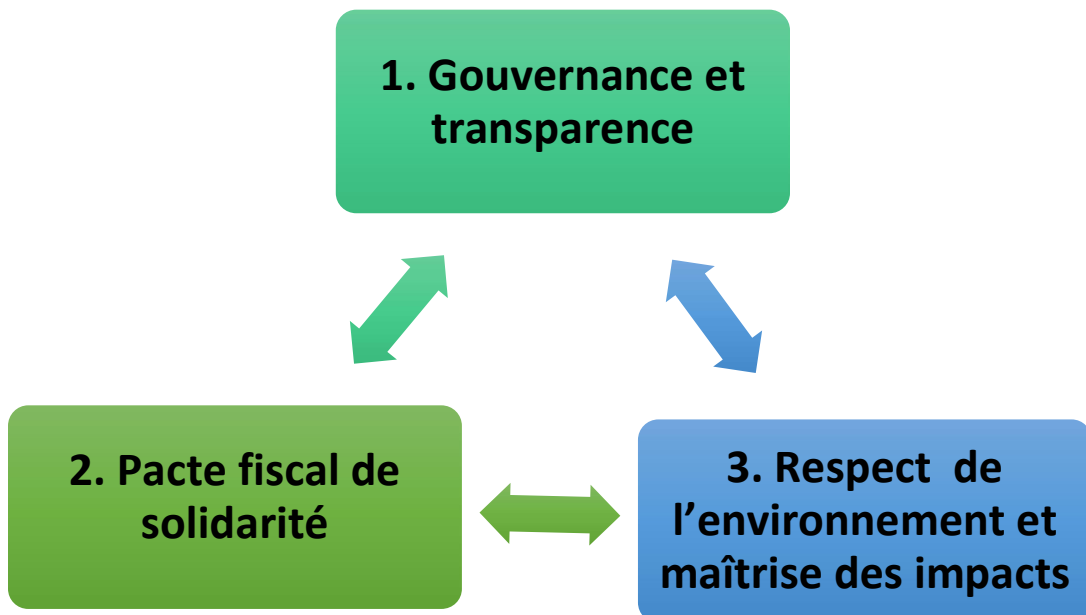 1. Gouvernance et
transparence
2. Pacte fiscal de
solidarité
3. Respect  de
l’environnement et
maîtrise des impacts